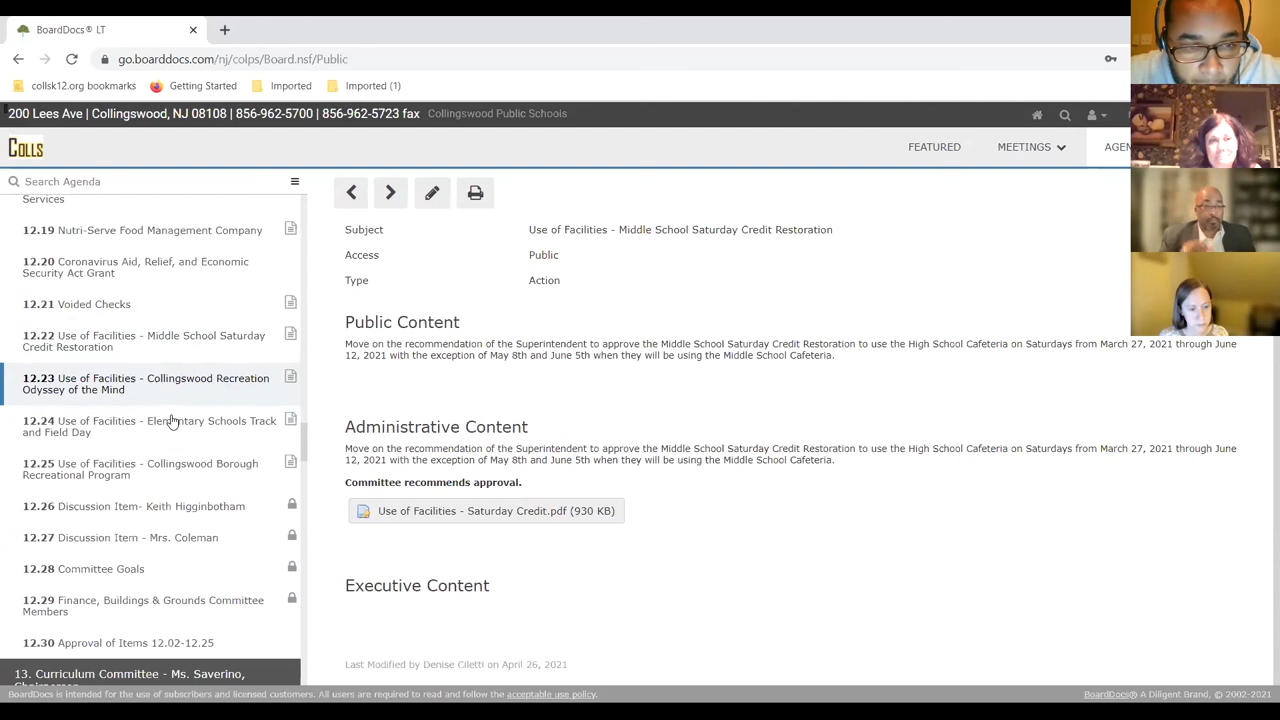 BoardDocs® LT
go.boarddocs.com/nj/colps/Board.nsf/Public
collsk12.org bookmarks
Getting Started
Imported
Imported (1)
200 Lees Ave | Collingswood, NJ 08108 | 856-962-5700 | 856-962-5723 fax
Collingswood Public Schools
COLLS
FEATURED
MEETINGS
AGEN
Search Agenda
Services
12.19 Nutri-Serve Food Management Company
12.20 Coronavirus Aid, Relief, and Economic
Security Act Grant
12.21 Voided Checks
12.22 Use of Facilities - Middle School Saturday
Credit Restoration
12.23 Use of Facilities - Collingswood Recreation
Odyssey of the Mind
12.24 Use of Facilities - Elementary Schools Track
and Field Day
12.25 Use of Facilities - Collingswood Borough
Recreational Program
12.26 Discussion Item- Keith Higginbotham
12.27 Discussion Item - Mrs. Coleman
12.28 Committee Goals
12.29 Finance, Buildings & Grounds Committee
Members
12.30 Approval of Items 12.02-12.25
13. Curriculum Committee - Ms. Saverino,
Subject
Use of Facilities - Middle School Saturday Credit Restoration
Access
Public
Type
Action
Public Content
Move on the recommendation of the Superintendent to approve the Middle School Saturday Credit Restoration to use the High School Cafeteria on Saturdays from March 27, 2021 through June
12, 2021 with the exception of May 8th and June 5th when they will be using the Middle School Cafeteria.
Administrative Content
Move on the recommendation of the Superintendent to approve the Middle School Saturday Credit Restoration to use the High School Cafeteria on Saturdays from March 27, 2021 through June
12, 2021 with the exception of May 8th and June 5th when they will be using the Middle School Cafeteria.
Committee recommends approval.
Use of Facilities - Saturday Credit.pdf (930 KB)
Executive Content
Last Modified by Denise Ciletti on April 26, 2021
BoardDocs is intended for the use of subscribers and licensed customers. All users are required to read and follow the acceptable use policy.
BoardDocs® A Diligent Brand, © 2002-2021